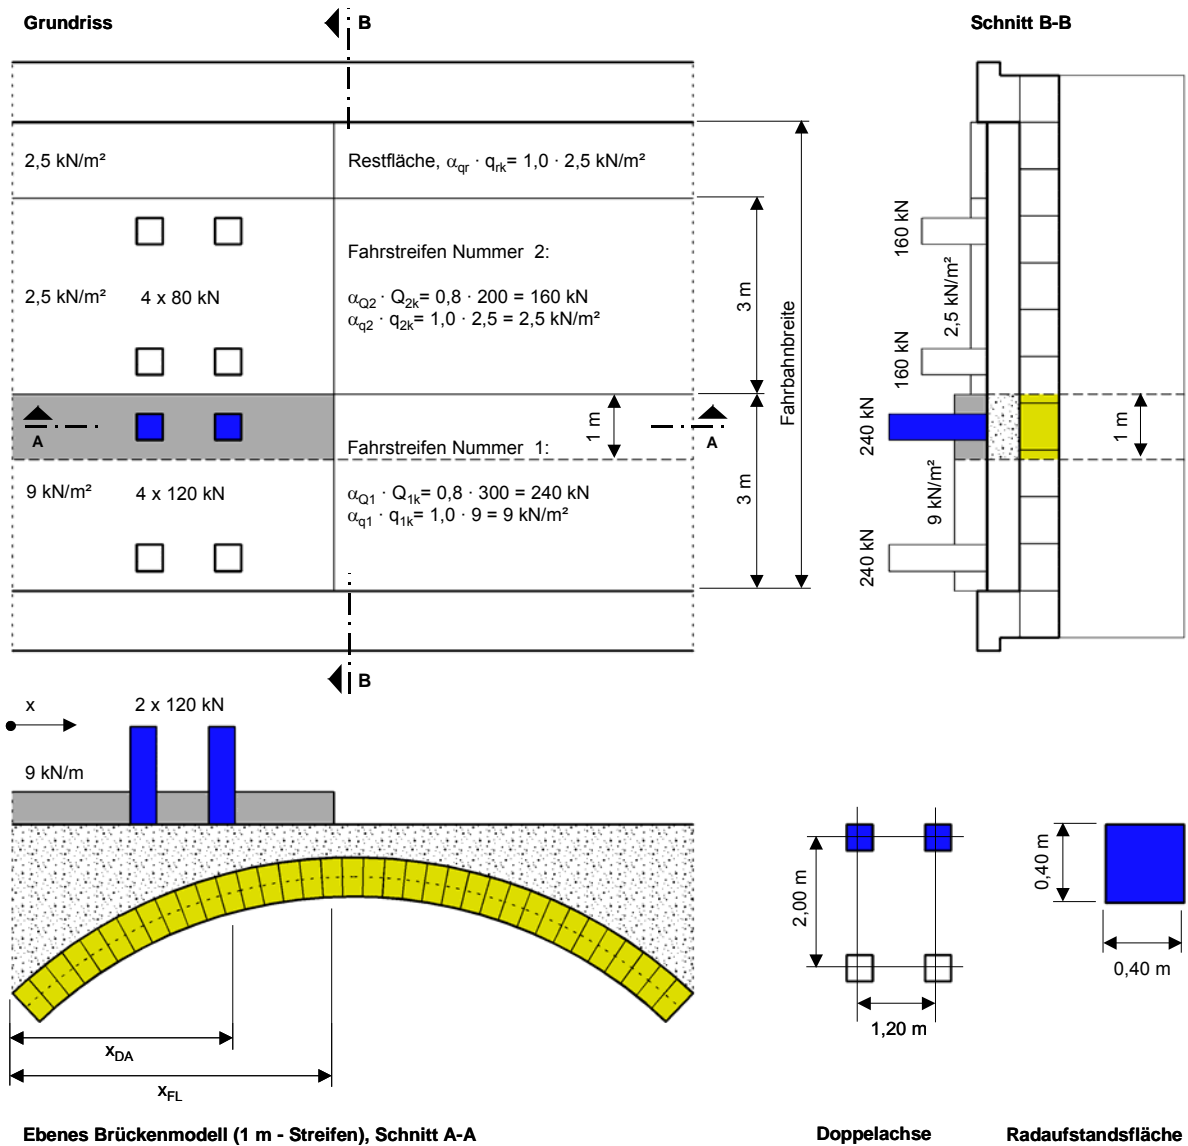 Grundriss
B
Schnitt B-B
2,5 kN/m²
Restfläche, αqr · qrk= 1,0 · 2,5 kN/m²
Fahrstreifen Nummer 2:
2,5 kN/m²
4 x 80 kN
αQ2 · Q2k= 0,8 · 200 = 160 kN
αq2 · q2k= 1,0 · 2,5 = 2,5 kN/m²
3 m
Fahrbahnbreite
A
1 m
A
Fahrstreifen Nummer 1:
9 kN/m²
4 x 120 kN
αQ1 · Q1k= 0,8 · 300 = 240 kN
αq1 · q1k= 1,0 · 9 = 9 kN/m²
3 m
B
160 kN
2,5 kN/m²
160 kN
240 kN
1 m
9 kN/m²
240 kN
x
2 x 120 kN
9 kN/m
xDA
xFL
2,00 m
1,20 m
0,40 m
0,40 m
Ebenes Brückenmodell (1 m - Streifen), Schnitt A-A
Doppelachse
Radaufstandsfläche